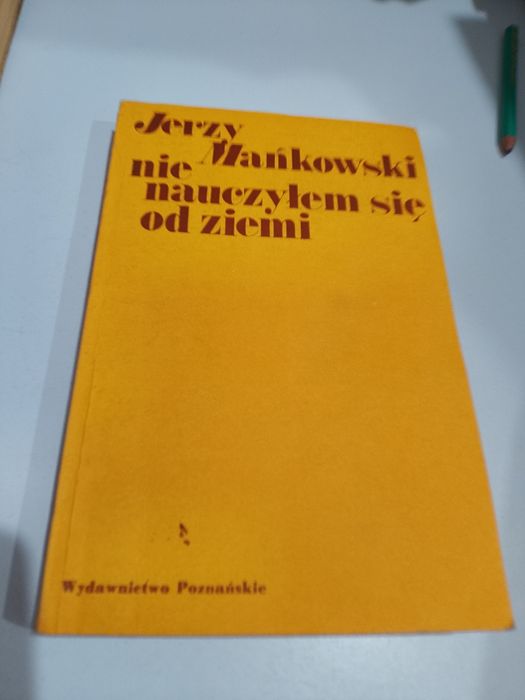 Jerzy
Mańkowski
nie
nauczyłem się
od ziemi
Wydawnictwo Poznańskie